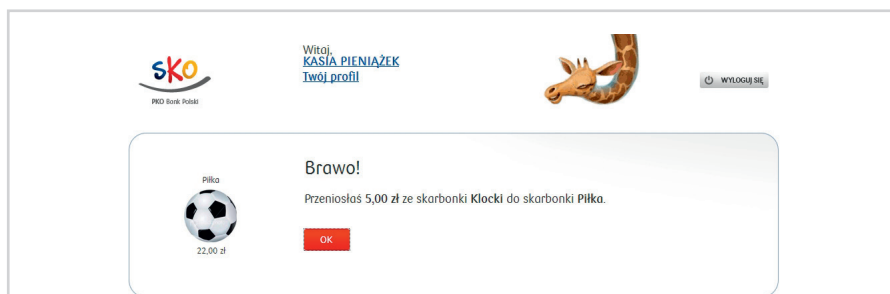 sko
PKO Bank Polski
Witaj,
KASIA PIENIĄŻEK
Twój profil
WYLOGUJ SIĘ
Piłka
22,00 zł
Brawo!
Przeniosłaś 5,00 zł ze skarbonki Klocki do skarbonki Piłka.
OK